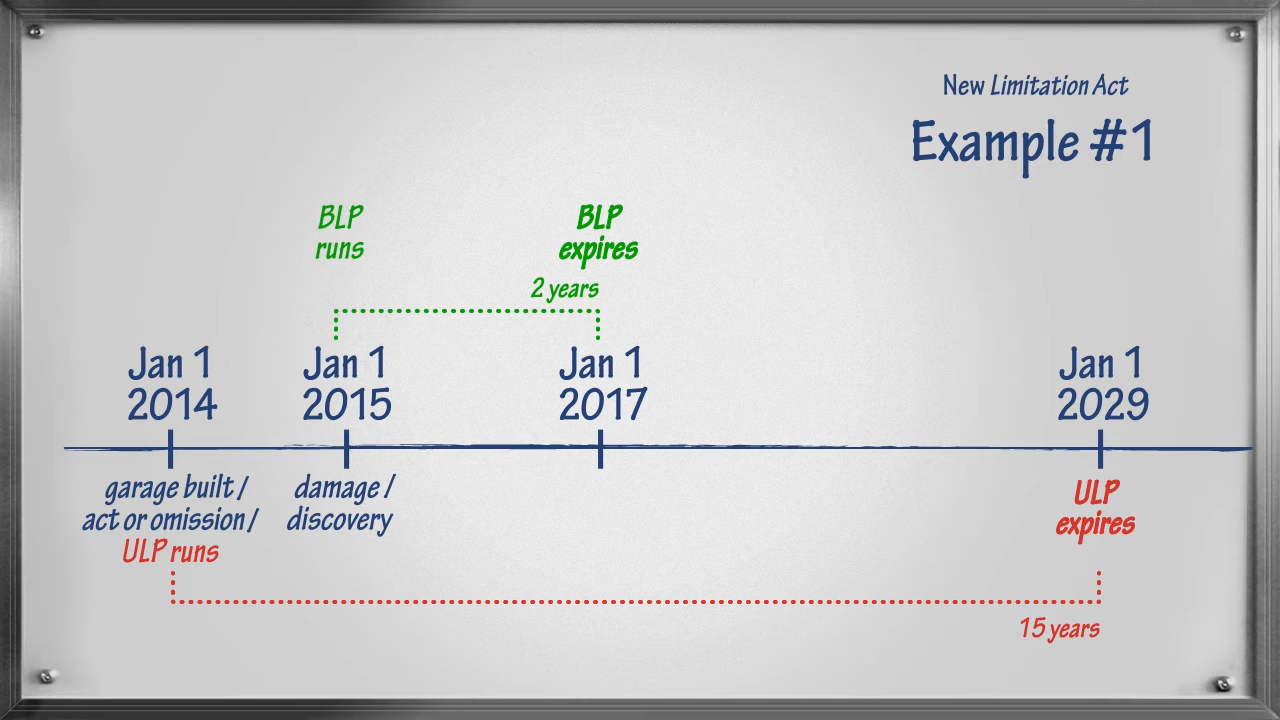 New Limitation Act
Example #1
BLP
runs
BLP
expires
2 years
Jan 1
2014
Jan 1
2015
Jan 1
2017
Jan 1
2029
garage built /
act or omission /
ULP runs
damage /
discovery
ULP
expires
15 years